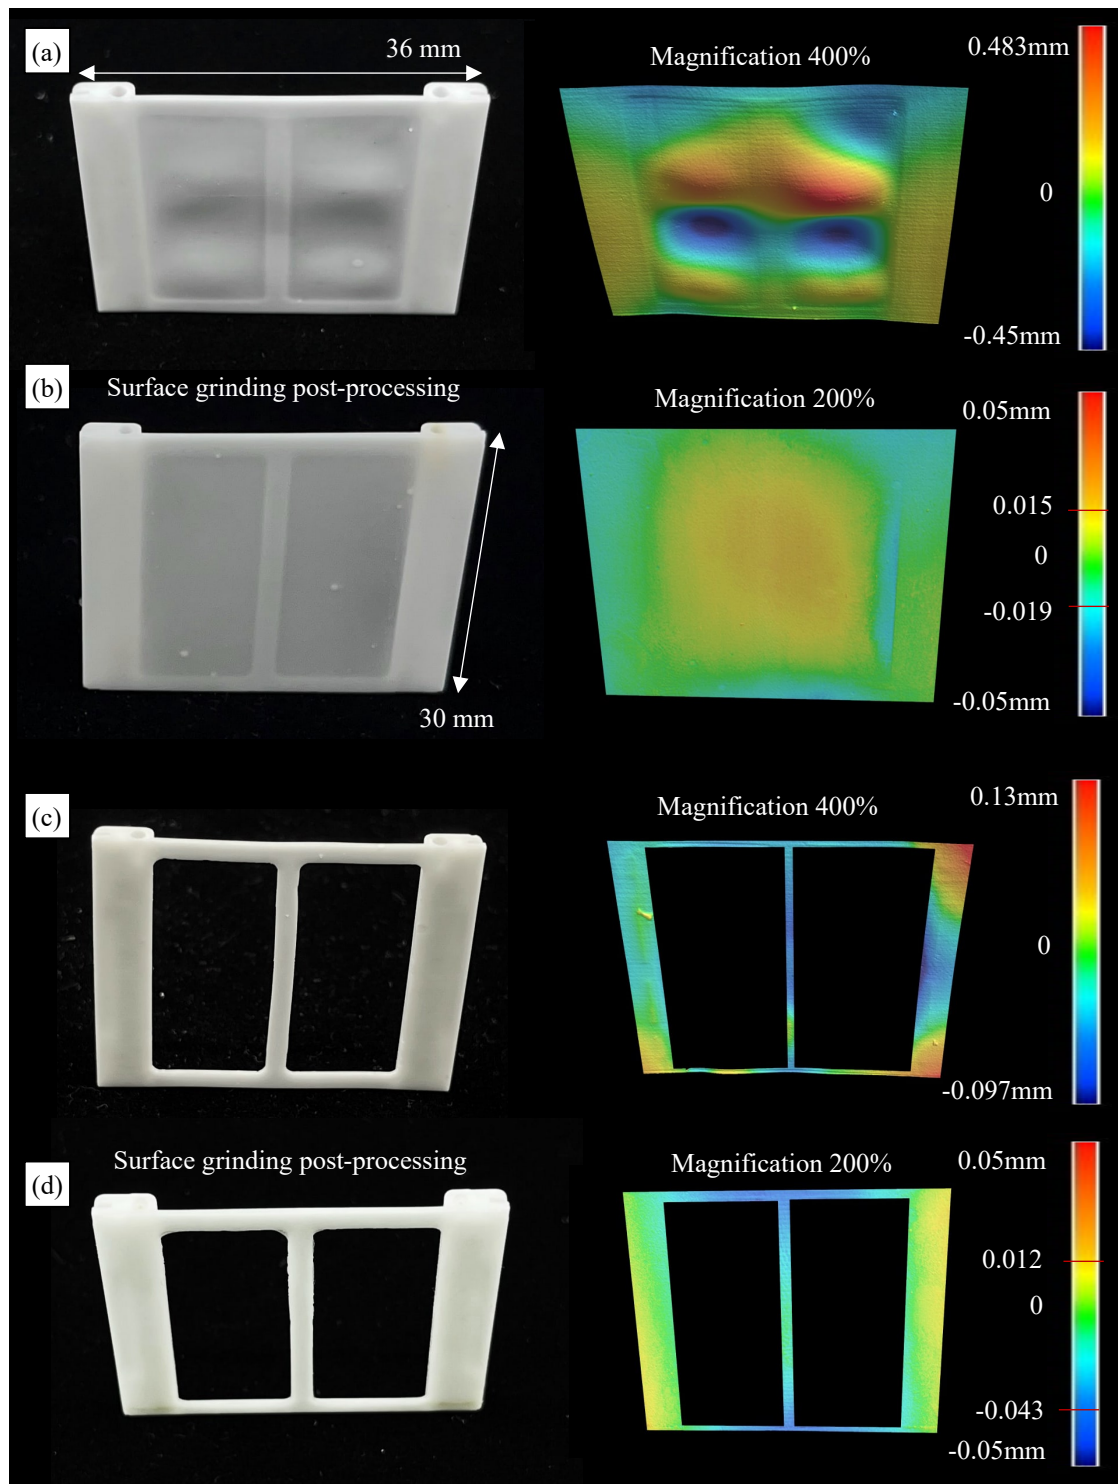 (a)
36 mm
Magnification 400%
0.483mm
0
-0.45mm
(b)
Surface grinding post-processing
Magnification 200%
0.05mm
0.015
0
-0.019
-0.05mm
30 mm
(c)
Magnification 400%
0.13mm
0
-0.097mm
(d)
Surface grinding post-processing
Magnification 200%
0.05mm
0.012
0
-0.043
-0.05mm